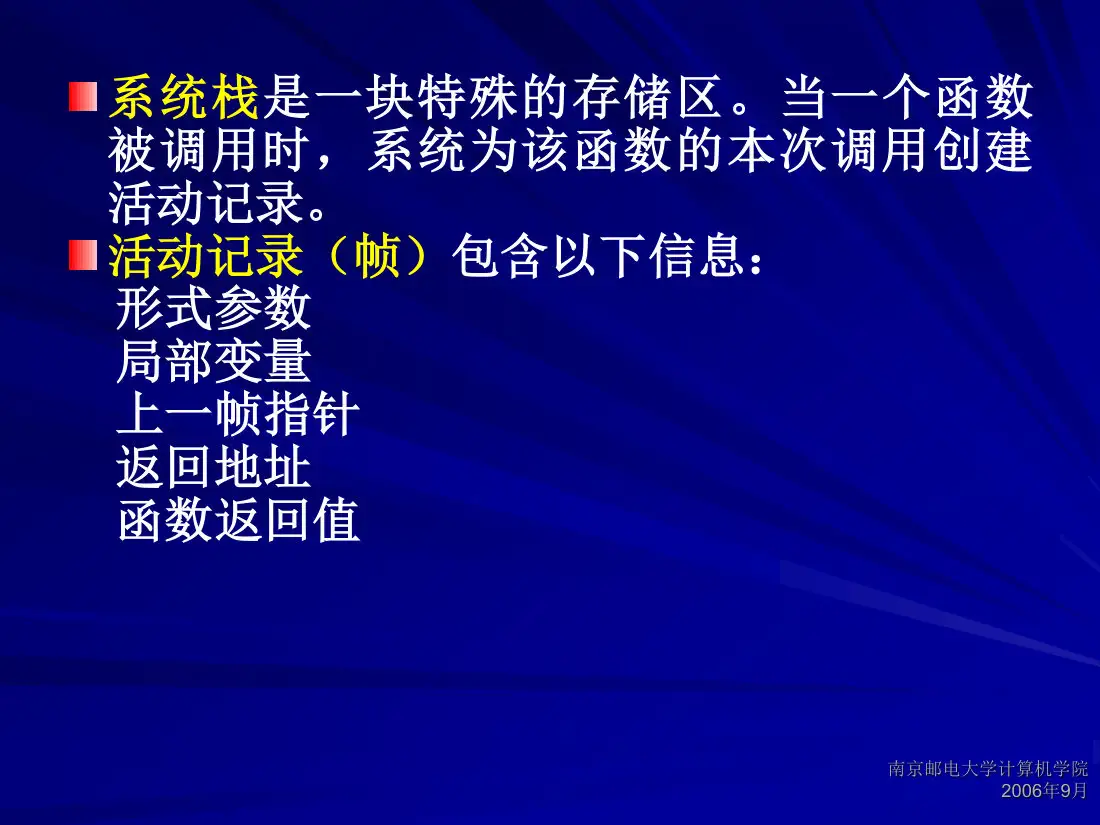 系统栈是一块特殊的存储区。当一个函数
被调用时，系统为该函数的本次调用创建
活动记录。
活动记录（帧）包含以下信息：
形式参数
局部变量
上一帧指针
返回地址
函数返回值
南京邮电大学计算机学院
2006年9月